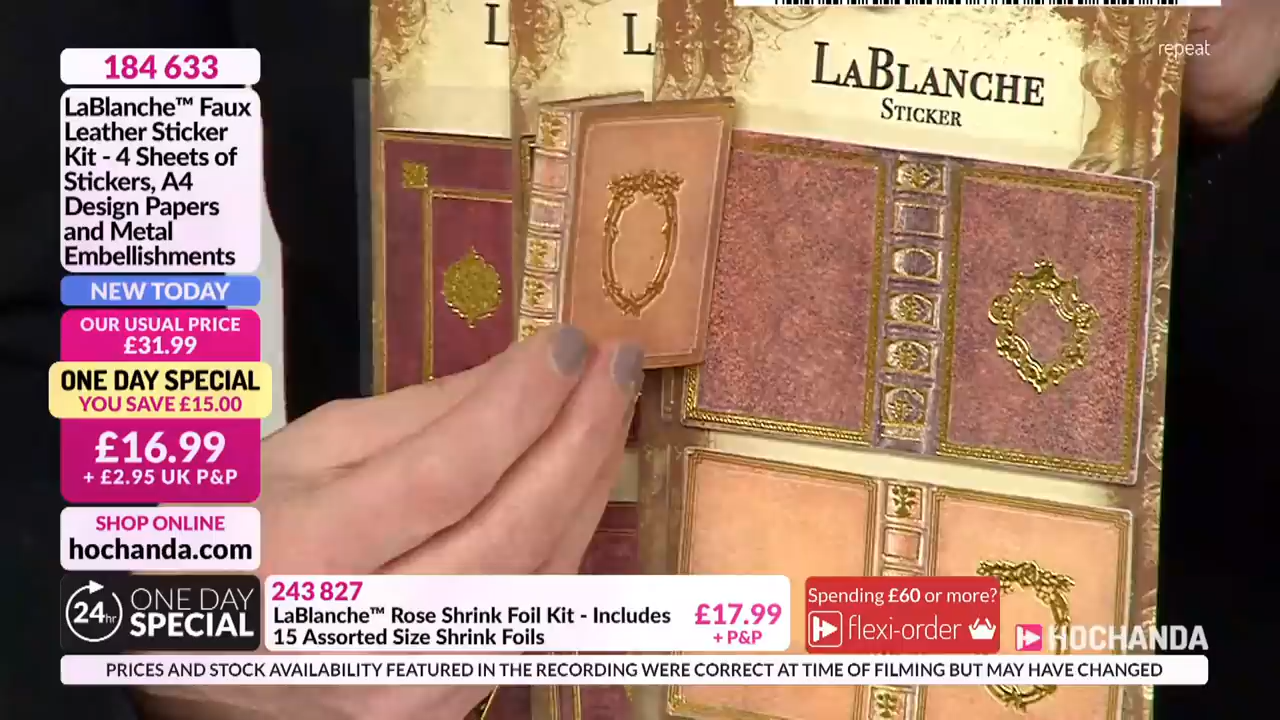 repeat
184 633
LaBlanche™ Faux
Leather Sticker
Kit - 4 Sheets of
Stickers, A4
Design Papers
and Metal
Embellishments
NEW TODAY
OUR USUAL PRICE
£31.99
ONE DAY SPECIAL
YOU SAVE £15.00
£16.99
+ £2.95 UK P&P
SHOP ONLINE
hochanda.com
L
L
LABLANCHE
STICKER
24hr ONE DAY
SPECIAL
243 827
LaBlanche™ Rose Shrink Foil Kit - Includes
15 Assorted Size Shrink Foils
£17.99
+ P&P
Spending £60 or more?
flexi-order
HOCHANDA
PRICES AND STOCK AVAILABILITY FEATURED IN THE RECORDING WERE CORRECT AT TIME OF FILMING BUT MAY HAVE CHANGED